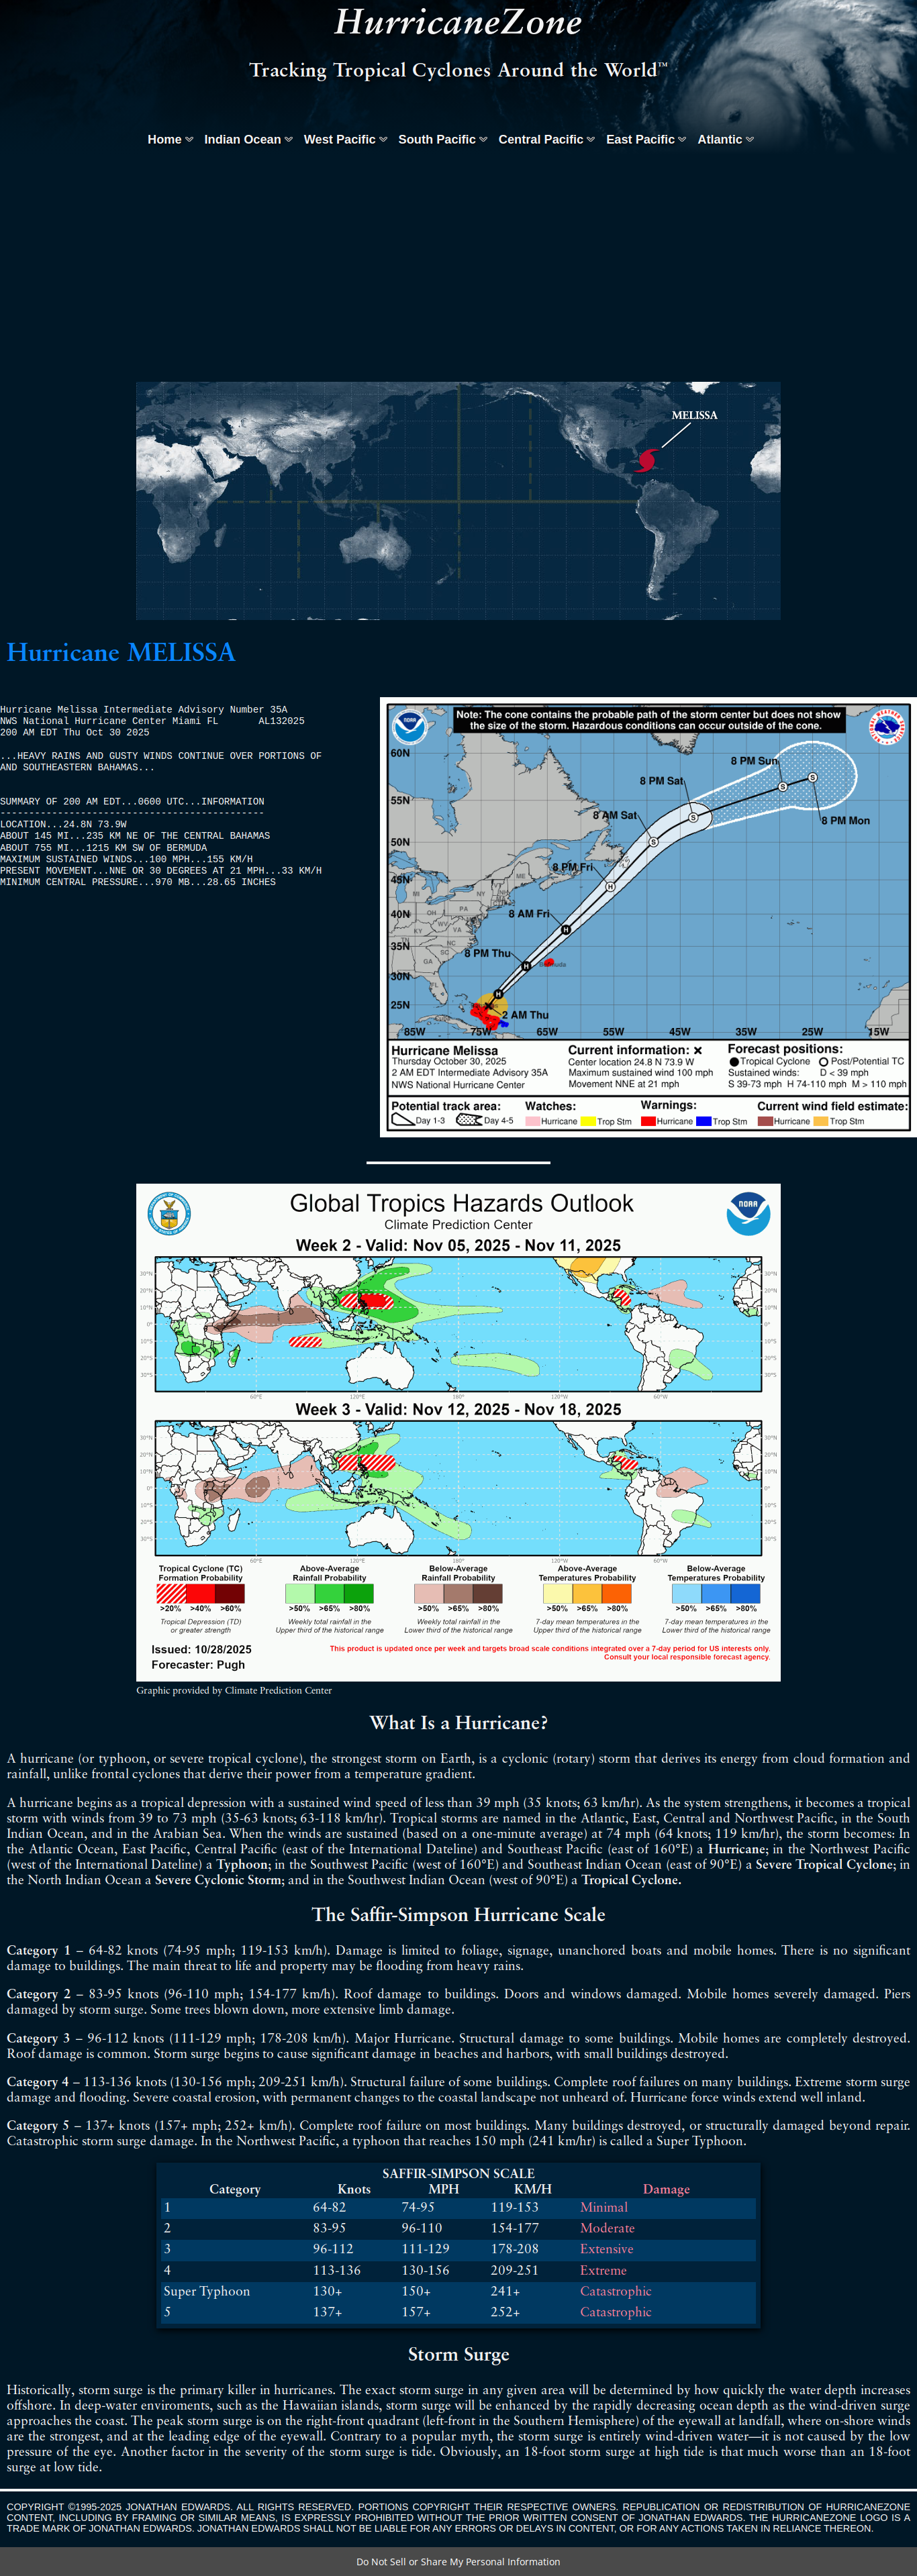 HurricaneZone
Tracking Tropical Cyclones Around the World™
Home Indian Ocean West Pacific South Pacific Central Pacific East Pacific Atlantic
MELISSA
Hurricane MELISSA
Hurricane Melissa Intermediate Advisory Number 35A
NWS National Hurricane Center Miami FL AL132025
200 AM EDT Thu Oct 30 2025
...HEAVY RAINS AND GUSTY WINDS CONTINUE OVER PORTIONS OF
AND SOUTHEASTERN BAHAMAS...
SUMMARY OF 200 AM EDT...0600 UTC...INFORMATION
----------------------------------------------
LOCATION...24.8N 73.9W
ABOUT 145 MI...235 KM NE OF THE CENTRAL BAHAMAS
ABOUT 755 MI...1215 KM SW OF BERMUDA
MAXIMUM SUSTAINED WINDS...100 MPH...155 KM/H
PRESENT MOVEMENT...NNE OR 30 DEGREES AT 21 MPH...33 KM/H
MINIMUM CENTRAL PRESSURE...970 MB...28.65 INCHES
Note: The cone contains the probable path of the storm center but does not show
the size of the storm. Hazardous conditions can occur outside of the cone.
NOAA
60N
55N
50N
45N
40N
35N
30N
25N
8 PM Sun
8 PM Sat
8 PM Mon
8 AM Sat
8 PM Fri
8 AM Fri
8 PM Thu
2 AM Thu
Bermuda
ME
MI
NY
PA
OH
WV
KY
VA
NC
SC
GA
85W 75W 65W 55W 45W 35W 25W 15W
Hurricane Melissa
Thursday October 30, 2025
2 AM EDT Intermediate Advisory 35A
NWS National Hurricane Center
Current information: x
Center location 24.8 N 73.9 W
Maximum sustained wind 100 mph
Movement NNE at 21 mph
Forecast positions:
Tropical Cyclone Post/Potential TC
Sustained winds: D < 39 mph
S 39-73 mph H 74-110 mph M > 110 mph
Potential track area:
Day 1-3 Day 4-5
Watches:
Hurricane Trop Stm
Warnings:
Hurricane Trop Stm
Current wind field estimate:
Hurricane Trop Stm
Global Tropics Hazards Outlook
Climate Prediction Center
NOAA
Week 2 - Valid: Nov 05, 2025 - Nov 11, 2025
30°N 30°N
20°N 20°N
10°N 10°N
0° 0°
10°S 10°S
20°S 20°S
30°S 30°S
60°E 120°E 180° 120°W 60°W
Week 3 - Valid: Nov 12, 2025 - Nov 18, 2025
30°N 30°N
20°N 20°N
10°N 10°N
0° 0°
10°S 10°S
20°S 20°S
30°S 30°S
60°E 120°E 180° 120°W 60°W
Tropical Cyclone (TC)
Formation Probability
>20% >40% >60%
Tropical Depression (TD)
or greater strength
Above-Average
Rainfall Probability
>50% >65% >80%
Weekly total rainfall in the
Upper third of the historical range
Below-Average
Rainfall Probability
>50% >65% >80%
Weekly total rainfall in the
Lower third of the historical range
Above-Average
Temperatures Probability
>50% >65% >80%
7-day mean temperatures in the
Upper third of the historical range
Below-Average
Temperatures Probability
>50% >65% >80%
7-day mean temperatures in the
Lower third of the historical range
Issued: 10/28/2025
Forecaster: Pugh
This product is updated once per week and targets broad scale conditions integrated over a 7-day period for US interests only.
Consult your local responsible forecast agency.
Graphic provided by Climate Prediction Center
What Is a Hurricane?
A hurricane (or typhoon, or severe tropical cyclone), the strongest storm on Earth, is a cyclonic (rotary) storm that derives its energy from cloud formation and
rainfall, unlike frontal cyclones that derive their power from a temperature gradient.
A hurricane begins as a tropical depression with a sustained wind speed of less than 39 mph (35 knots; 63 km/hr). As the system strengthens, it becomes a tropical
storm with winds from 39 to 73 mph (35-63 knots; 63-118 km/hr). Tropical storms are named in the Atlantic, East, Central and Northwest Pacific, in the South
Indian Ocean, and in the Arabian Sea. When the winds are sustained (based on a one-minute average) at 74 mph (64 knots; 119 km/hr), the storm becomes: In
the Atlantic Ocean, East Pacific, Central Pacific (east of the International Dateline) and Southeast Pacific (east of 160°E) a Hurricane; in the Northwest Pacific
(west of the International Dateline) a Typhoon; in the Southwest Pacific (west of 160°E) and Southeast Indian Ocean (east of 90°E) a Severe Tropical Cyclone; in
the North Indian Ocean a Severe Cyclonic Storm; and in the Southwest Indian Ocean (west of 90°E) a Tropical Cyclone.
The Saffir-Simpson Hurricane Scale
Category 1 – 64-82 knots (74-95 mph; 119-153 km/h). Damage is limited to foliage, signage, unanchored boats and mobile homes. There is no significant
damage to buildings. The main threat to life and property may be flooding from heavy rains.
Category 2 – 83-95 knots (96-110 mph; 154-177 km/h). Roof damage to buildings. Doors and windows damaged. Mobile homes severely damaged. Piers
damaged by storm surge. Some trees blown down, more extensive limb damage.
Category 3 – 96-112 knots (111-129 mph; 178-208 km/h). Major Hurricane. Structural damage to some buildings. Mobile homes are completely destroyed.
Roof damage is common. Storm surge begins to cause significant damage in beaches and harbors, with small buildings destroyed.
Category 4 – 113-136 knots (130-156 mph; 209-251 km/h). Structural failure of some buildings. Complete roof failures on many buildings. Extreme storm surge
damage and flooding. Severe coastal erosion, with permanent changes to the coastal landscape not unheard of. Hurricane force winds extend well inland.
Category 5 – 137+ knots (157+ mph; 252+ km/h). Complete roof failure on most buildings. Many buildings destroyed, or structurally damaged beyond repair.
Catastrophic storm surge damage. In the Northwest Pacific, a typhoon that reaches 150 mph (241 km/hr) is called a Super Typhoon.
SAFFIR-SIMPSON SCALE
Category Knots MPH KM/H Damage
1 64-82 74-95 119-153 Minimal
2 83-95 96-110 154-177 Moderate
3 96-112 111-129 178-208 Extensive
4 113-136 130-156 209-251 Extreme
Super Typhoon 130+ 150+ 241+ Catastrophic
5 137+ 157+ 252+ Catastrophic
Storm Surge
Historically, storm surge is the primary killer in hurricanes. The exact storm surge in any given area will be determined by how quickly the water depth increases
offshore. In deep-water enviroments, such as the Hawaiian islands, storm surge will be enhanced by the rapidly decreasing ocean depth as the wind-driven surge
approaches the coast. The peak storm surge is on the right-front quadrant (left-front in the Southern Hemisphere) of the eyewall at landfall, where on-shore winds
are the strongest, and at the leading edge of the eyewall. Contrary to a popular myth, the storm surge is entirely wind-driven water—it is not caused by the low
pressure of the eye. Another factor in the severity of the storm surge is tide. Obviously, an 18-foot storm surge at high tide is that much worse than an 18-foot
surge at low tide.
COPYRIGHT ©1995-2025 JONATHAN EDWARDS. ALL RIGHTS RESERVED. PORTIONS COPYRIGHT THEIR RESPECTIVE OWNERS. REPUBLICATION OR REDISTRIBUTION OF HURRICANEZONE
CONTENT, INCLUDING BY FRAMING OR SIMILAR MEANS, IS EXPRESSLY PROHIBITED WITHOUT THE PRIOR WRITTEN CONSENT OF JONATHAN EDWARDS. THE HURRICANEZONE LOGO IS A
TRADE MARK OF JONATHAN EDWARDS. JONATHAN EDWARDS SHALL NOT BE LIABLE FOR ANY ERRORS OR DELAYS IN CONTENT, OR FOR ANY ACTIONS TAKEN IN RELIANCE THEREON.
Do Not Sell or Share My Personal Information